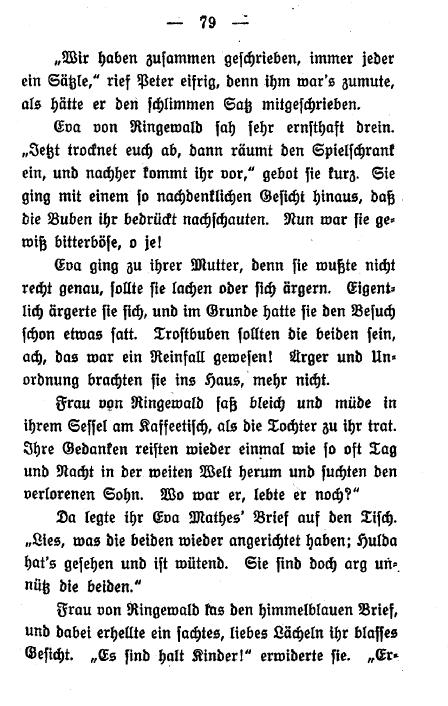 — 79 —
„Wir haben zusammen geschrieben, immer jeder
ein Sätzle,“ rief Peter eifrig, denn ihm war's zumute,
als hätte er den schlimmen Satz mitgeschrieben.
Eva von Ringewald sah sehr ernsthaft drein.
„Jetzt trocknet euch ab, dann räumt den Spielschrank
ein, und nachher kommt ihr vor,“ gebot sie kurz. Sie
ging mit einem so nachdenklichen Gesicht hinaus, daß
die Buben ihr bedrückt nachschauten. Nun war sie ge-
wiß bitterböse, o je!
Eva ging zu ihrer Mutter, denn sie wußte nicht
recht genau, sollte sie lachen oder sich ärgern. Eigent-
lich ärgerte sie sich, und im Grunde hatte sie den Besuch
schon etwas satt. Trostbuben sollten die beiden sein,
ach, das war ein Reinfall gewesen! Ärger und Un-
ordnung brachten sie ins Haus, mehr nicht.
Frau von Ringewald saß bleich und müde in
ihrem Sessel am Kaffeetisch, als die Tochter zu ihr trat.
Ihre Gedanken reisten wieder einmal wie so oft Tag
und Nacht in der weiten Welt herum und suchten den
verlorenen Sohn. Wo war er, lebte er noch?“
Da legte ihr Eva Mathes' Brief auf den Tisch.
„Lies, was die beiden wieder angerichtet haben; Hulda
hat's gesehen und ist wütend. Sie sind doch arg un-
nütz die beiden.“
Frau von Ringewald las den himmelblauen Brief,
und dabei erhellte ein sachtes, liebes Lächeln ihr blasses
Gesicht. „Es sind halt Kinder!“ erwiderte sie. „Er-